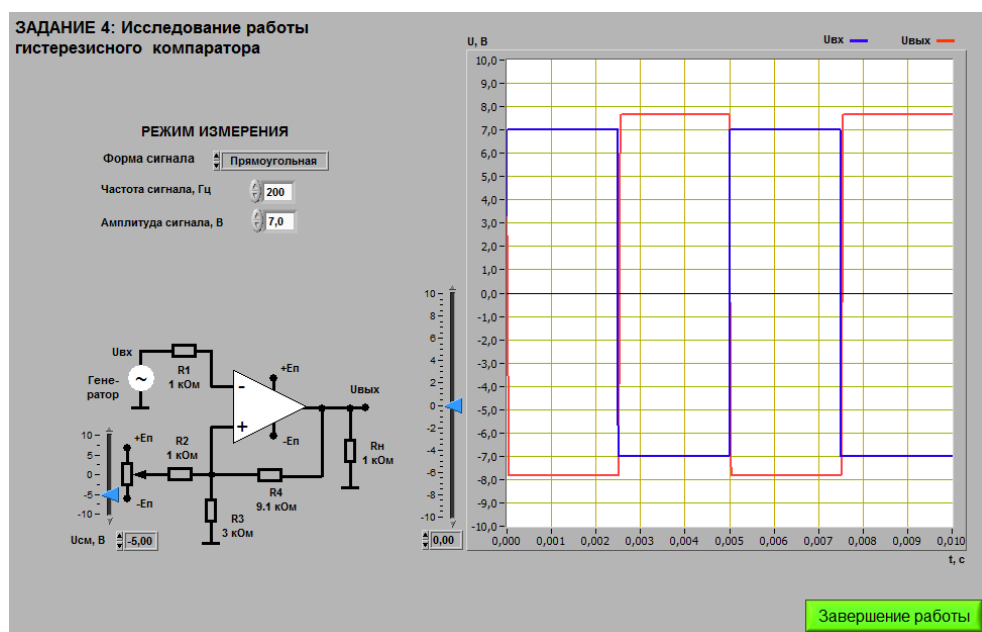 ЗАДАНИЕ 4: Исследование работы
гистерезисного компаратора
РЕЖИМ ИЗМЕРЕНИЯ
Форма сигнала Прямоугольная
Частота сигнала, Гц 200
Амплитуда сигнала, В 7,0
Uвх
R1
1 кОм
Гене-
ратор
~
-
+
+Еп
-Еп
Uвых
Rн
1 кОм
R2
1 кОм
R4
9.1 кОм
R3
3 кОм
+Еп
-Еп
10
5
0
-5
-10
Uсм, В -5,00
10
8
6
4
2
0
-2
-4
-6
-8
-10
0,00
U, В
Uвх Uвых
10,0
9,0
8,0
7,0
6,0
5,0
4,0
3,0
2,0
1,0
0,0
-1,0
-2,0
-3,0
-4,0
-5,0
-6,0
-7,0
-8,0
-9,0
-10,0
0,000 0,001 0,002 0,003 0,004 0,005 0,006 0,007 0,008 0,009 0,010
t, с
Завершение работы